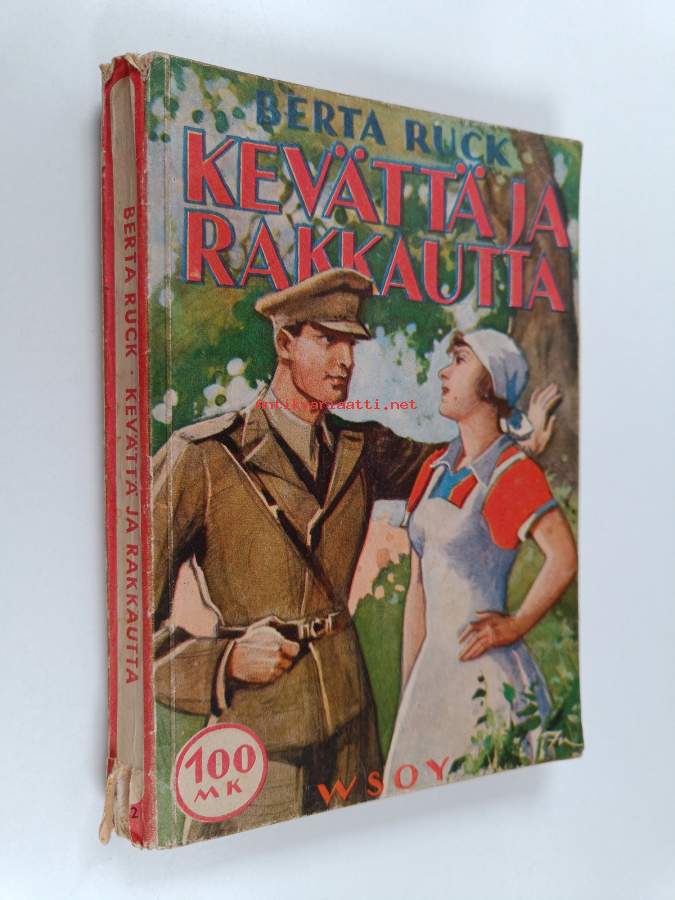 BERTA RUCK
KEVÄTTÄ JA
RAKKAUTTA
100
MK
WSOY
BERTA RUCK · KEVÄTTÄ JA RAKKAUTTA
2
antikvariaatti.net